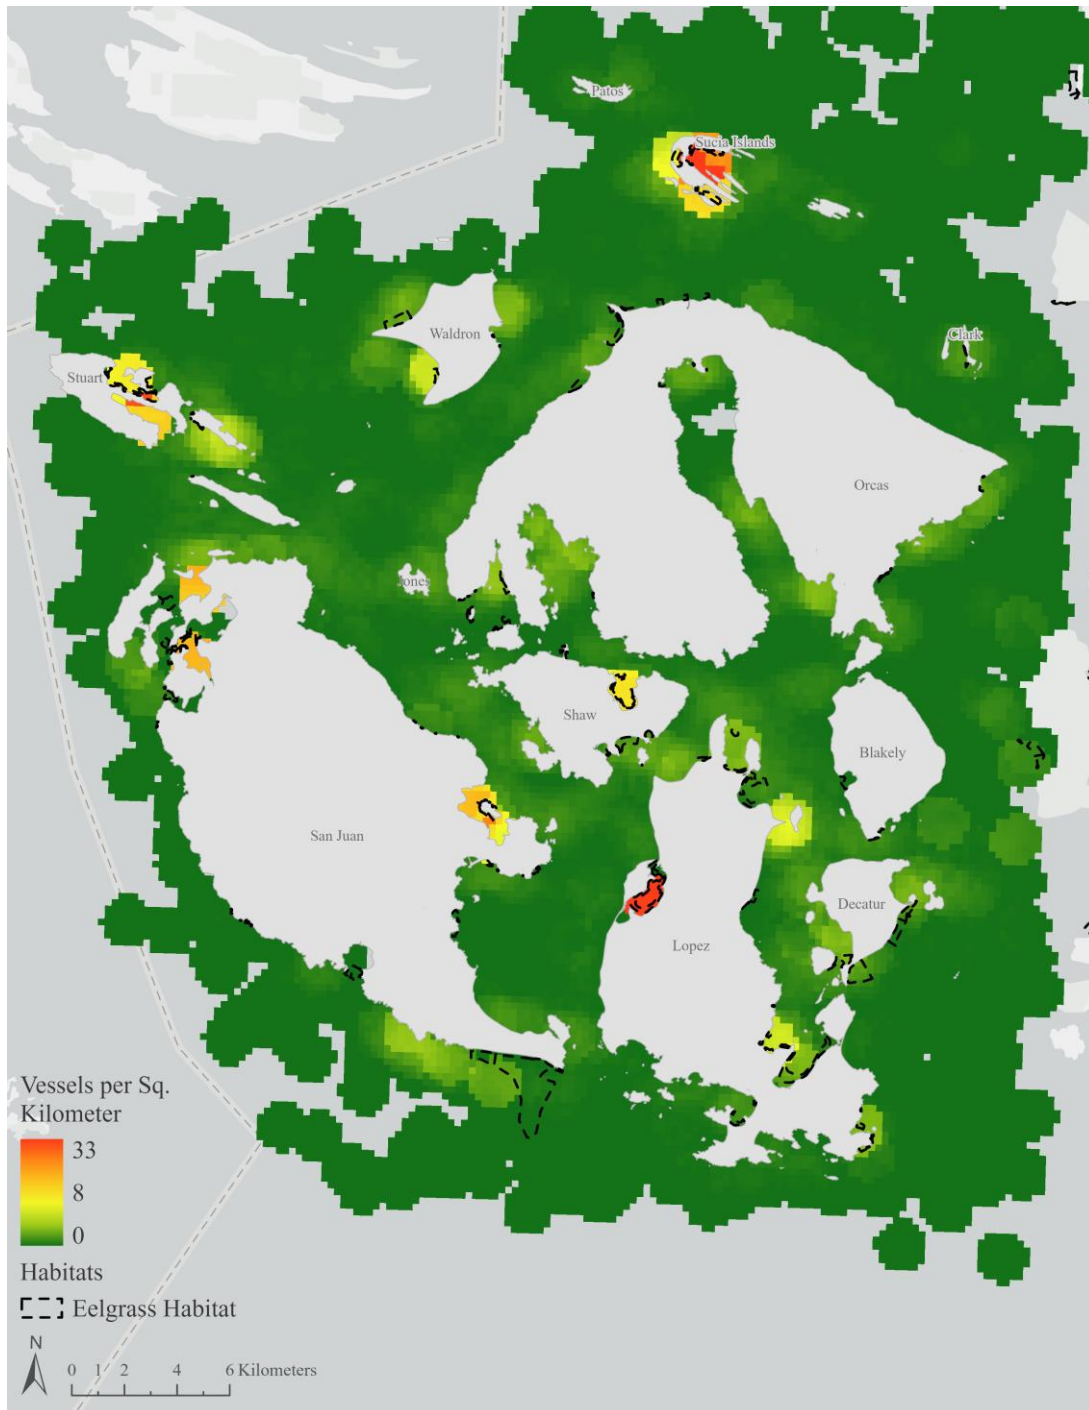 Patos
Sucia Islands
Waldron
Clark
Stuart
Orcas
Jones
Shaw
Blakely
San Juan
Decatur
Lopez
Vessels per Sq.
Kilometer
33
8
0
Habitats
Eelgrass Habitat
N
0 1 2 4 6 Kilometers